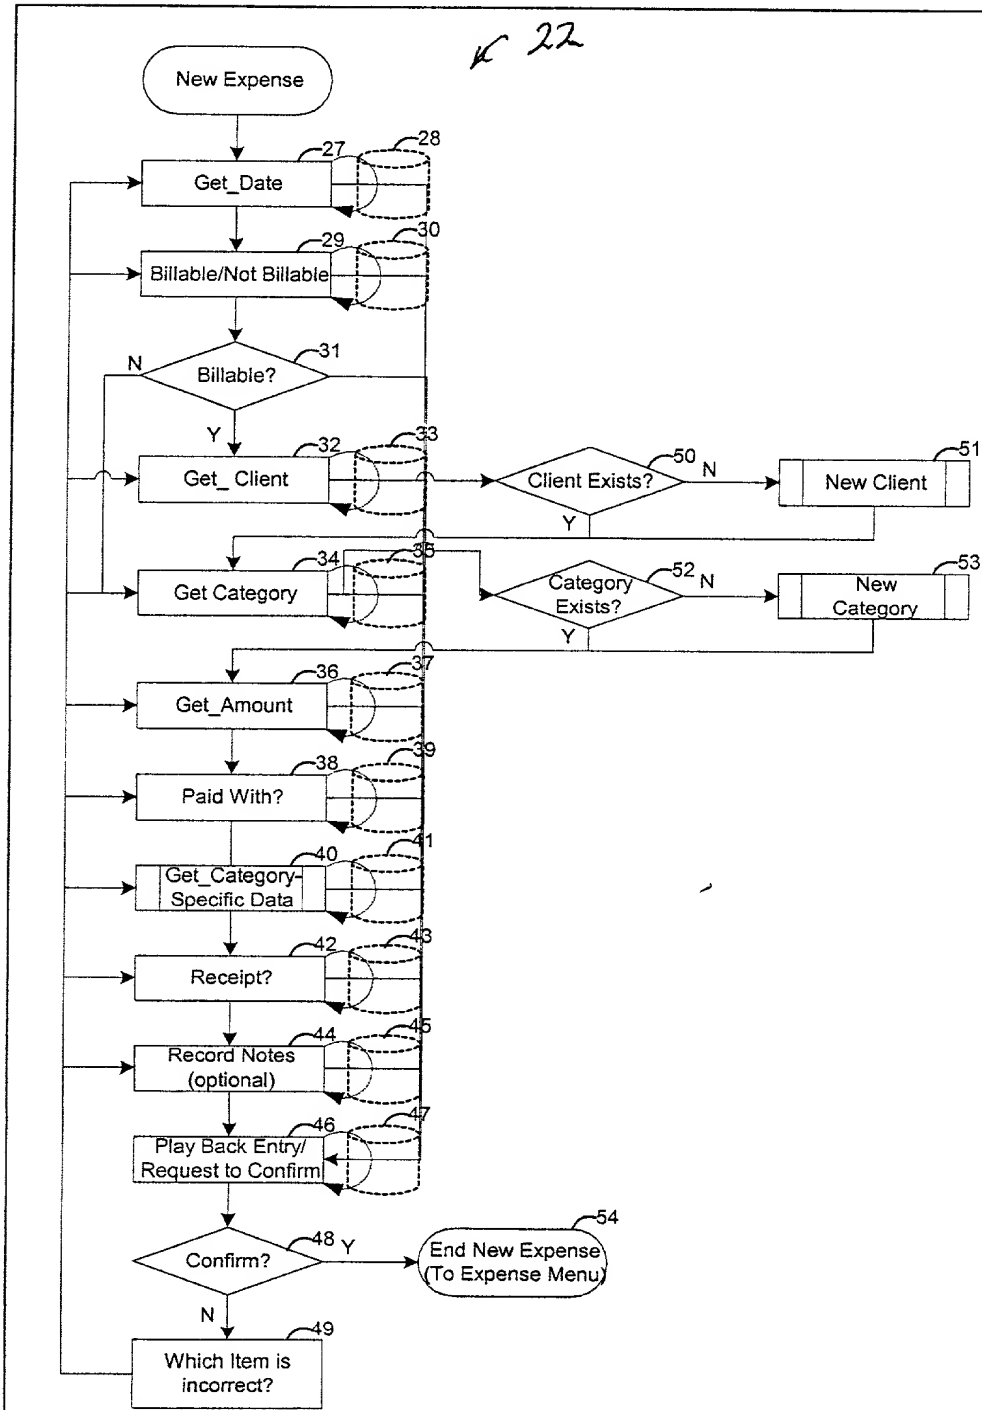 22
New Expense
27
28
Get_Date
29
30
Billable/Not Billable
31
N
Billable?
Y
32
33
Get_ Client
50
Client Exists?
N
51
New Client
Y
34
35
Get Category
52
Category
Exists?
N
53
New
Category
Y
36
37
Get_Amount
38
39
Paid With?
40
41
Get_Category-
Specific Data
42
43
Receipt?
44
45
Record Notes
(optional)
46
47
Play Back Entry/
Request to Confirm
48
Confirm?
Y
54
End New Expense
(To Expense Menu)
N
49
Which Item is
incorrect?